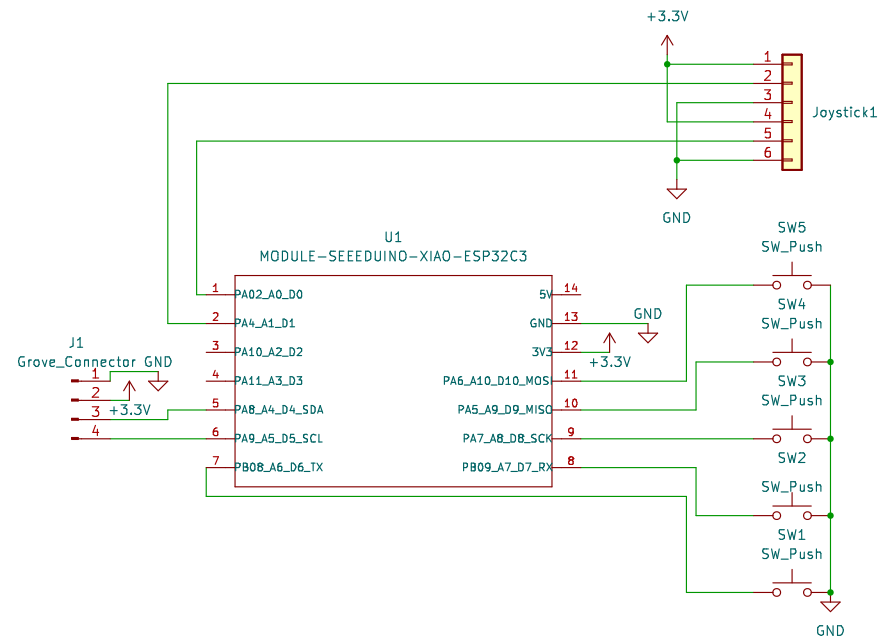 +3.3V
1
2
3
4
5
6
Joystick1
GND
U1
MODULE-SEEEDUINO-XIAO-ESP32C3
1 PA02_A0_D0
2 PA4_A1_D1
3 PA10_A2_D2
4 PA11_A3_D3
5 PA8_A4_D4_SDA
6 PA9_A5_D5_SCL
7 PB08_A6_D6_TX
5V 14
GND 13
3V3 12
PA6_A10_D10_MOSI 11
PA5_A9_D9_MISO 10
PA7_A8_D8_SCK 9
PB09_A7_D7_RX 8
GND
+3.3V
J1
Grove_Connector
GND
1
2
3
4
+3.3V
SW5
SW_Push
SW4
SW_Push
SW3
SW_Push
SW2
SW_Push
SW1
SW_Push
GND